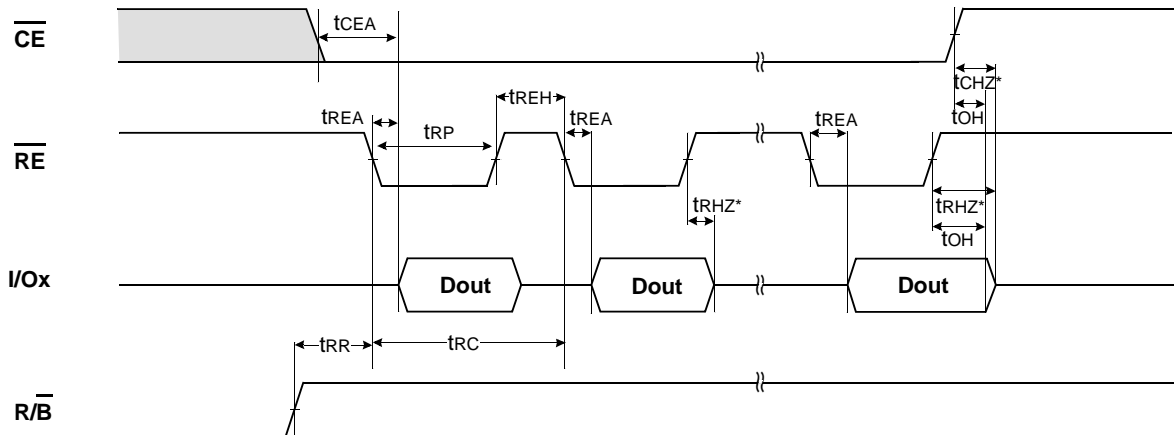 CE
tCEA
tCHZ*
tREH
tREA
tREA
tREA
tOH
tRP
RE
tRHZ*
tRHZ*
tOH
I/Ox
Dout
Dout
Dout
tRR
tRC
R/B